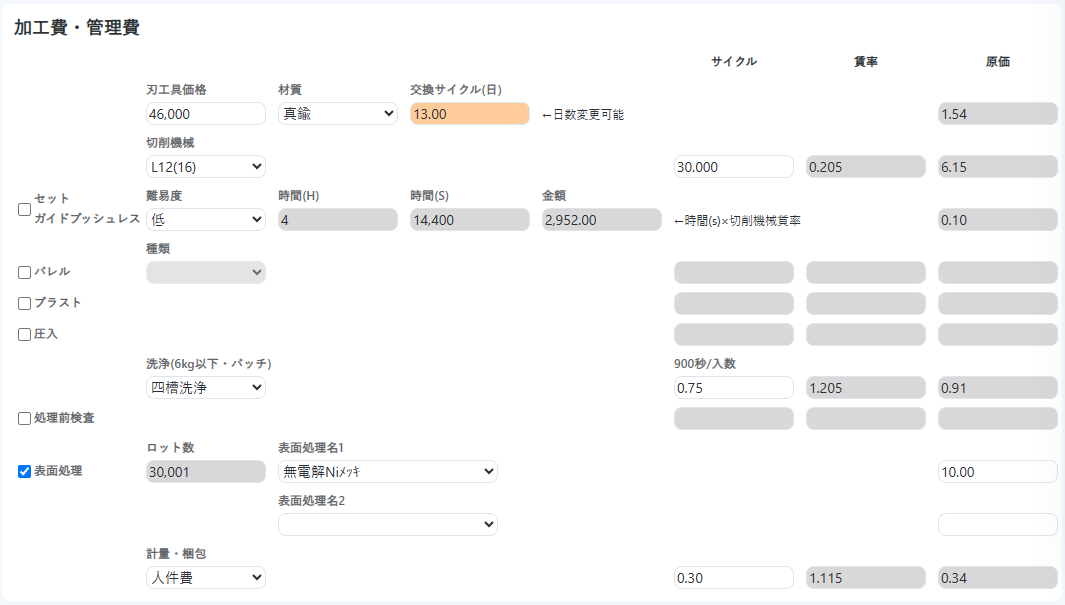 加工費・管理費
サイクル 賃率 原価
刃工具価格 材質 交換サイクル(日)
46,000 真鍮 13.00 ←日数変更可能 1.54
切削機械
L12(16) 30.000 0.205 6.15
セット
ガイドブッシュレス
難易度 時間(H) 時間(S) 金額
低 4 14,400 2,952.00 ←時間(s)×切削機械賃率 0.10
種類
バレル
ブラスト
圧入
洗浄(6kg以下・バッチ) 900秒/入数
四槽洗浄 0.75 1.205 0.91
処理前検査
ロット数 表面処理名1
表面処理 30,001 無電解Niﾒｯｷ 10.00
表面処理名2
計量・梱包
人件費 0.30 1.115 0.34